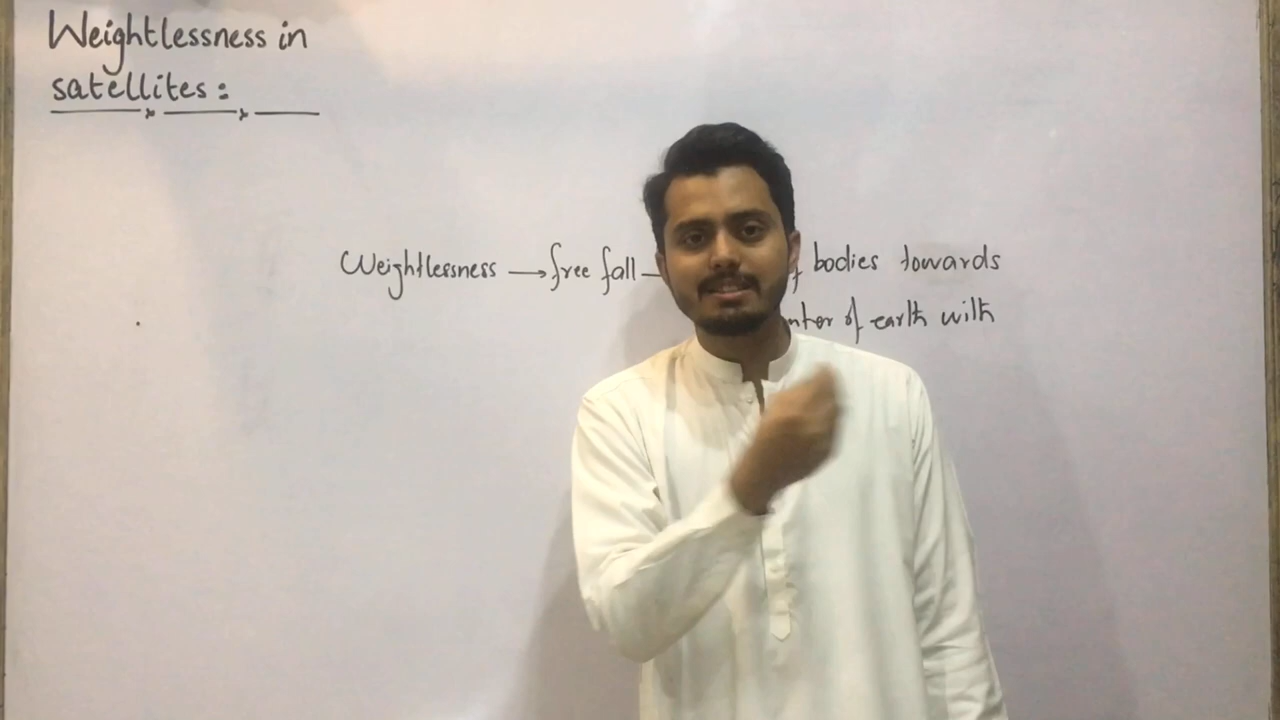 Weightlessness in
satellites :
Weightlessness → free fall — bodies towards
of earth with